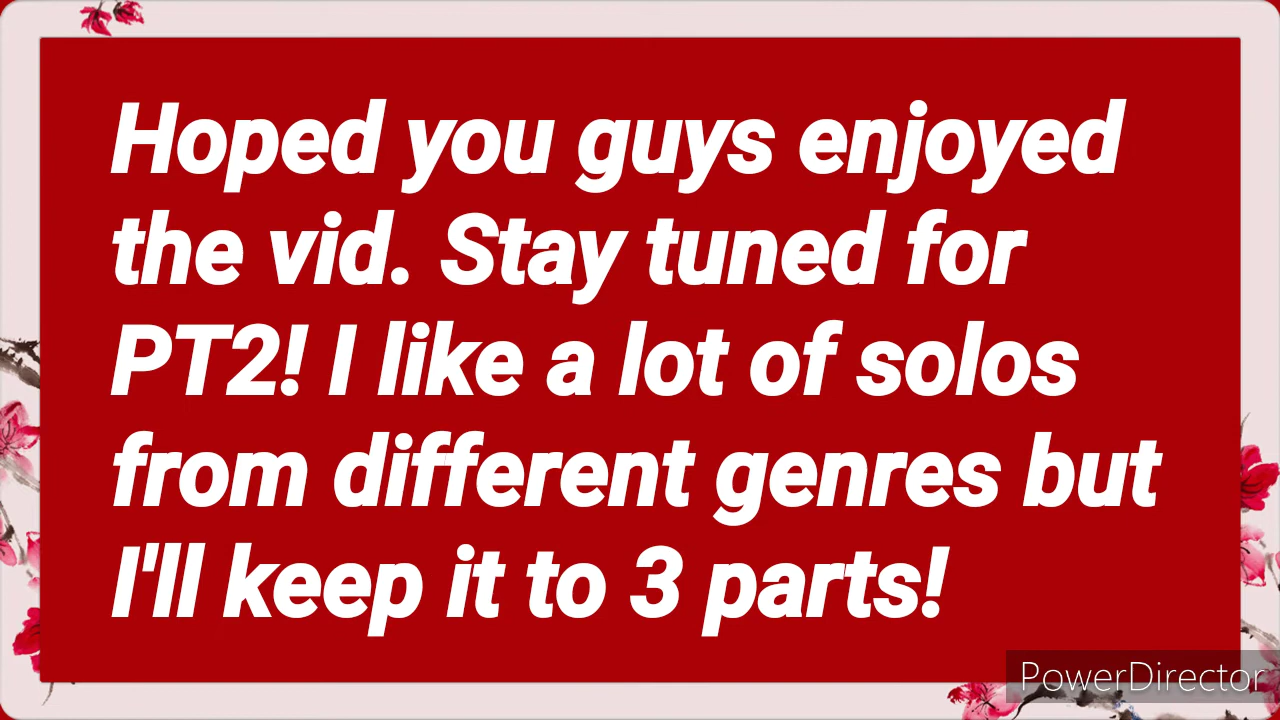 Hoped you guys enjoyed
the vid. Stay tuned for
PT2! I like a lot of solos
from different genres but
I'll keep it to 3 parts!
PowerDirector